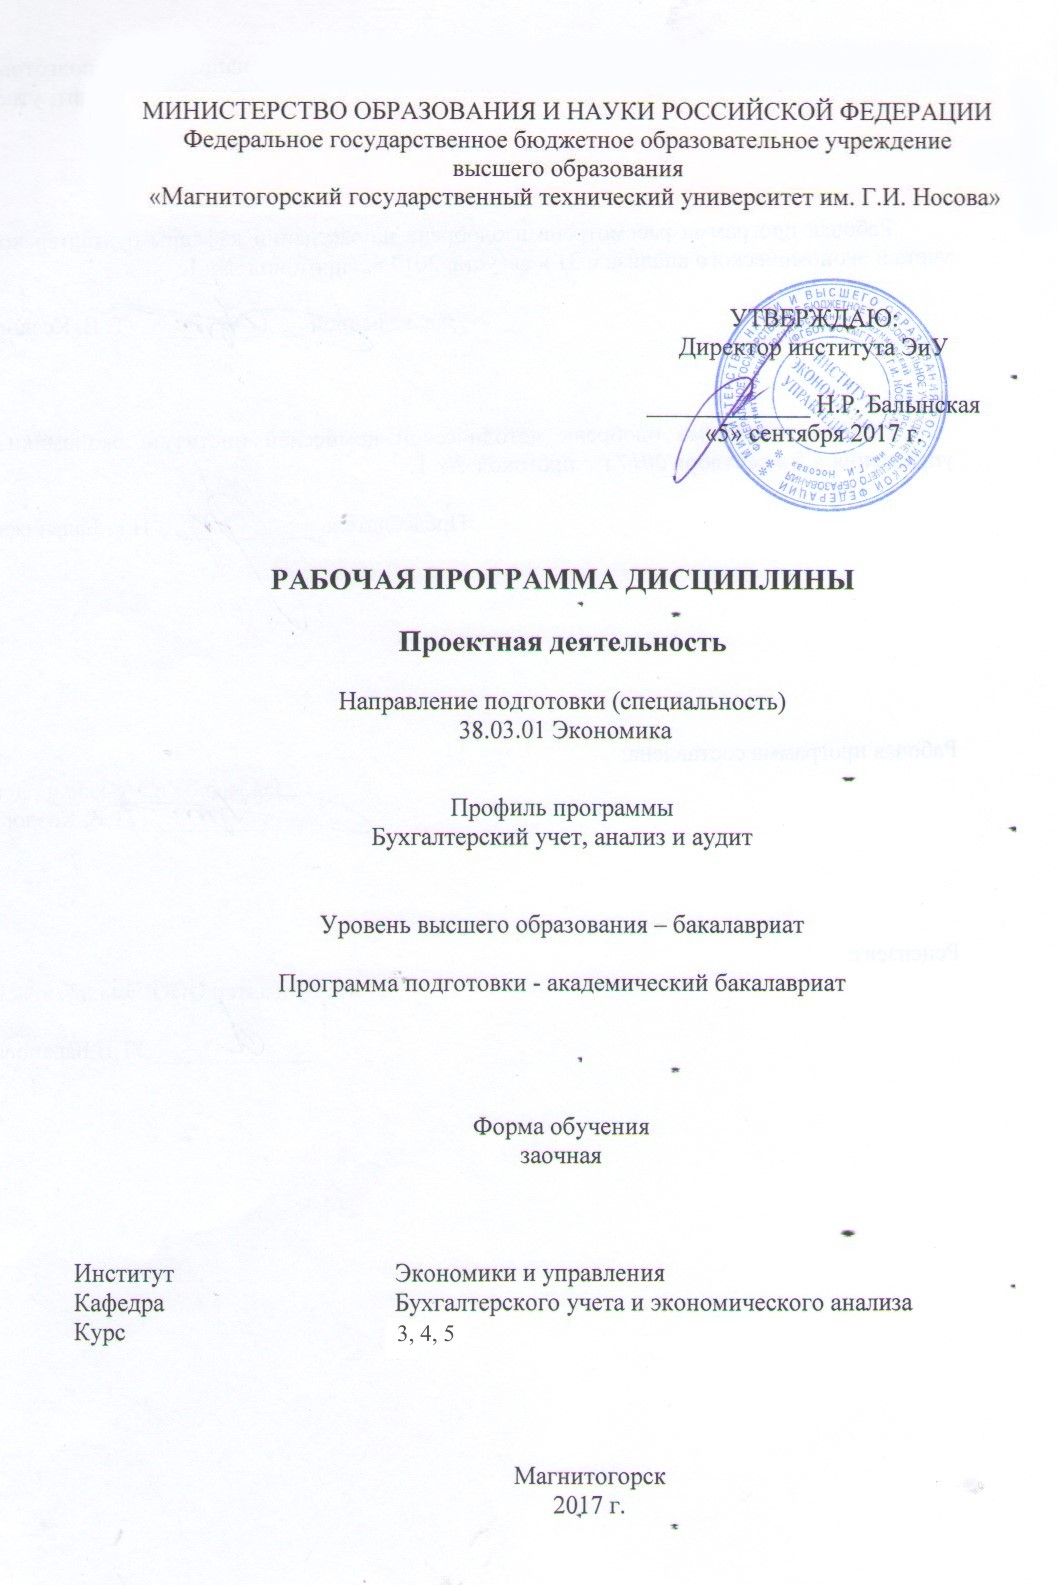 МИНИСТЕРСТВО ОБРАЗОВАНИЯ И НАУКИ РОССИЙСКОЙ ФЕДЕРАЦИИ
Федеральное государственное бюджетное образовательное учреждение
высшего образования
«Магнитогорский государственный технический университет им. Г.И. Носова»
УТВЕРЖДАЮ:
Директор института ЭиУ
Н.Р. Балынская
«5» сентября 2017 г.
ИНСТИТУТ
ЭКОНОМИКИ И
УПРАВЛЕНИЯ
РАБОЧАЯ ПРОГРАММА ДИСЦИПЛИНЫ
Проектная деятельность
Направление подготовки (специальность)
38.03.01 Экономика
Профиль программы
Бухгалтерский учет, анализ и аудит
Уровень высшего образования – бакалавриат
Программа подготовки - академический бакалавриат
Форма обучения
заочная
Институт Экономики и управления
Кафедра Бухгалтерского учета и экономического анализа
Курс 3, 4, 5
Магнитогорск
2017 г.